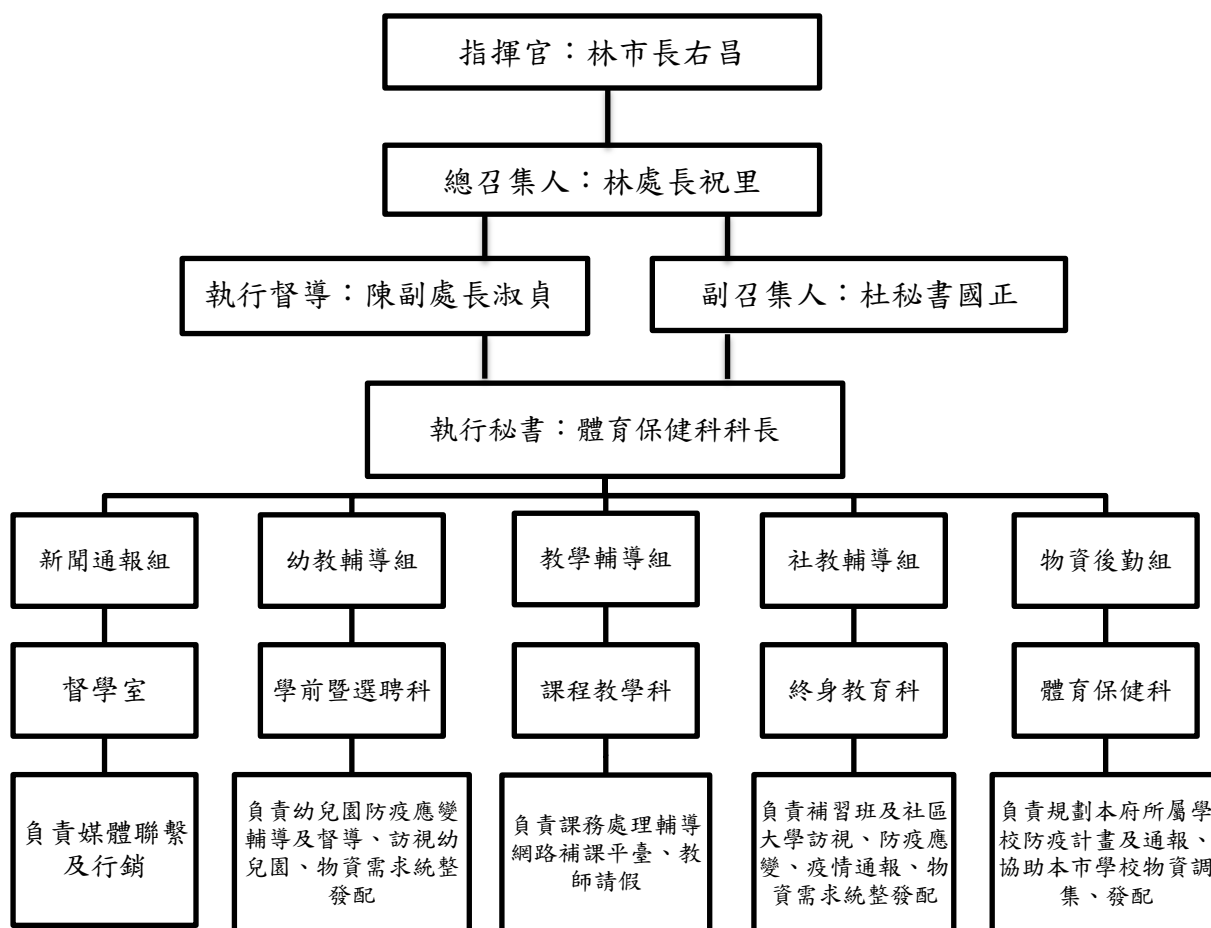 指揮官：林市長右昌
總召集人：林處長祝里
執行督導：陳副處長淑貞
副召集人：杜秘書國正
執行秘書：體育保健科科長
新聞通報組
幼教輔導組
教學輔導組
社教輔導組
物資後勤組
督學室
學前暨選聘科
課程教學科
終身教育科
體育保健科
負責媒體聯繫
及行銷
負責幼兒園防疫應變
輔導及督導、訪視幼
兒園、物資需求統整
發配
負責課務處理輔導
網路補課平臺、教
師請假
負責補習班及社區
大學訪視、防疫應
變、疫情通報、物
資需求統整發配
負責規劃本府所屬學
校防疫計畫及通報、
協助本市學校物資調
集、發配